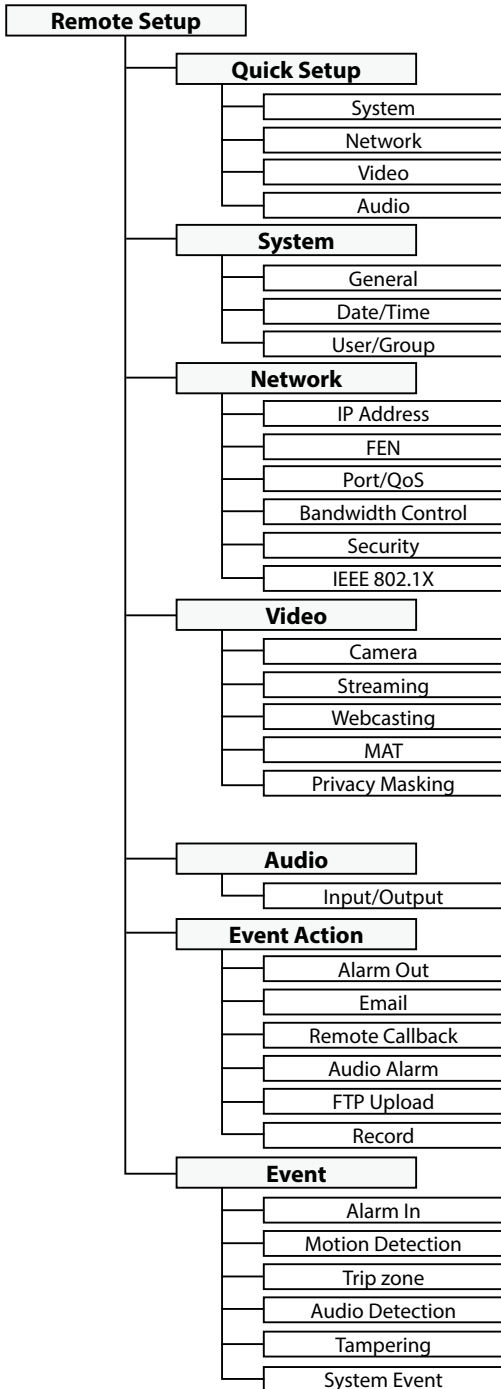 Remote Setup
Quick Setup
System
Network
Video
Audio
System
General
Date/Time
User/Group
Network
IP Address
FEN
Port/QoS
Bandwidth Control
Security
IEEE 802.1X
Video
Camera
Streaming
Webcasting
MAT
Privacy Masking
Audio
Input/Output
Event Action
Alarm Out
Email
Remote Callback
Audio Alarm
FTP Upload
Record
Event
Alarm In
Motion Detection
Trip zone
Audio Detection
Tampering
System Event